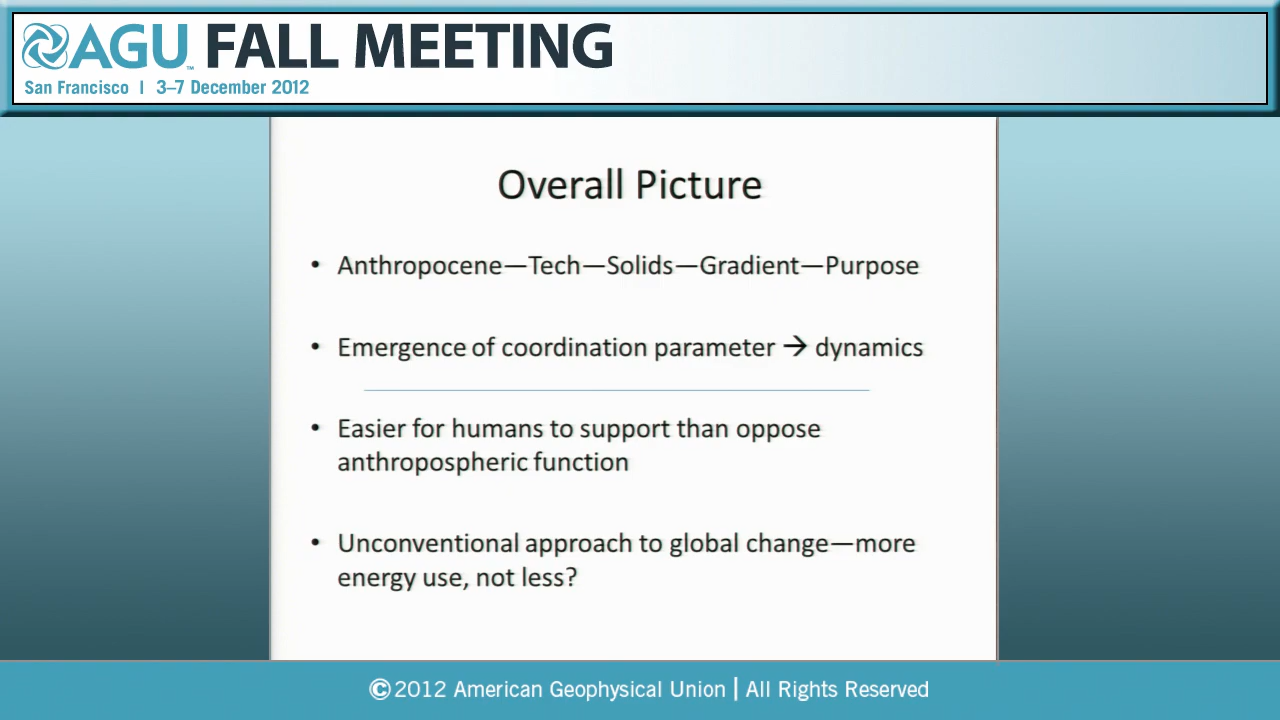 AGU™ FALL MEETING
San Francisco | 3–7 December 2012
Overall Picture
• Anthropocene—Tech—Solids—Gradient—Purpose
• Emergence of coordination parameter → dynamics
• Easier for humans to support than oppose
anthropospheric function
• Unconventional approach to global change—more
energy use, not less?
©2012 American Geophysical Union | All Rights Reserved